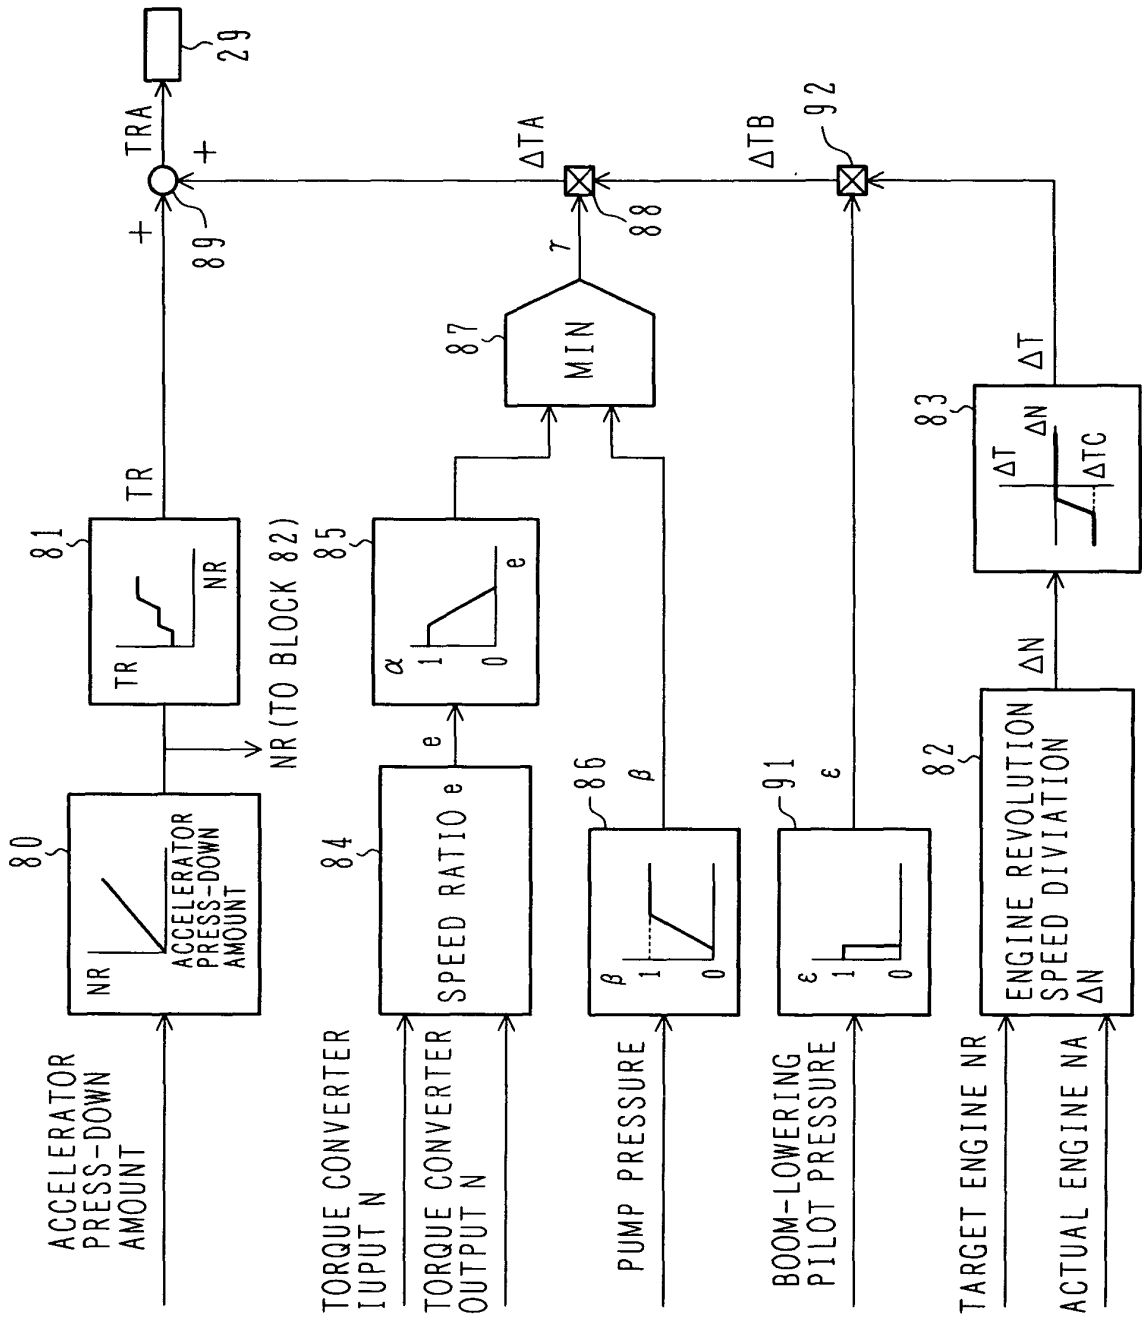 ACCELERATOR
PRESS-DOWN
AMOUNT
80
NR
ACCELERATOR
PRESS-DOWN
AMOUNT
NR (TO BLOCK 82)
81
TR
NR
TR
+
89
+
TRA
29
TORQUE CONVERTER
IUPUT N
TORQUE CONVERTER
OUTPUT N
84
SPEED RATIO e
e
85
α
1
0
e
87
MIN
γ
88
ΔTA
PUMP PRESSURE
86
β
1
0
β
BOOM-LOWERING
PILOT PRESSURE
91
ε
1
0
ε
ΔTB
92
TARGET ENGINE NR
ACTUAL ENGINE NA
82
ENGINE REVOLUTION
SPEED DIVIATION
ΔN
ΔN
83
ΔT
ΔN
ΔTC
ΔT